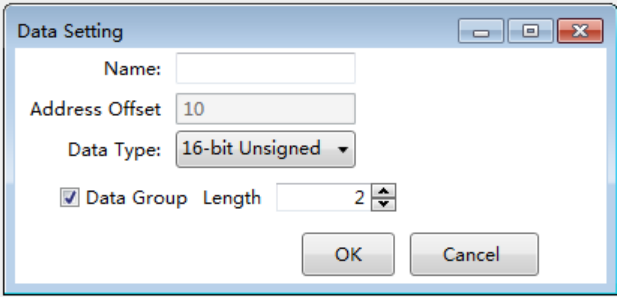 Data Setting
Name:
Address Offset 10
Data Type: 16-bit Unsigned
Data Group Length 2
OK Cancel